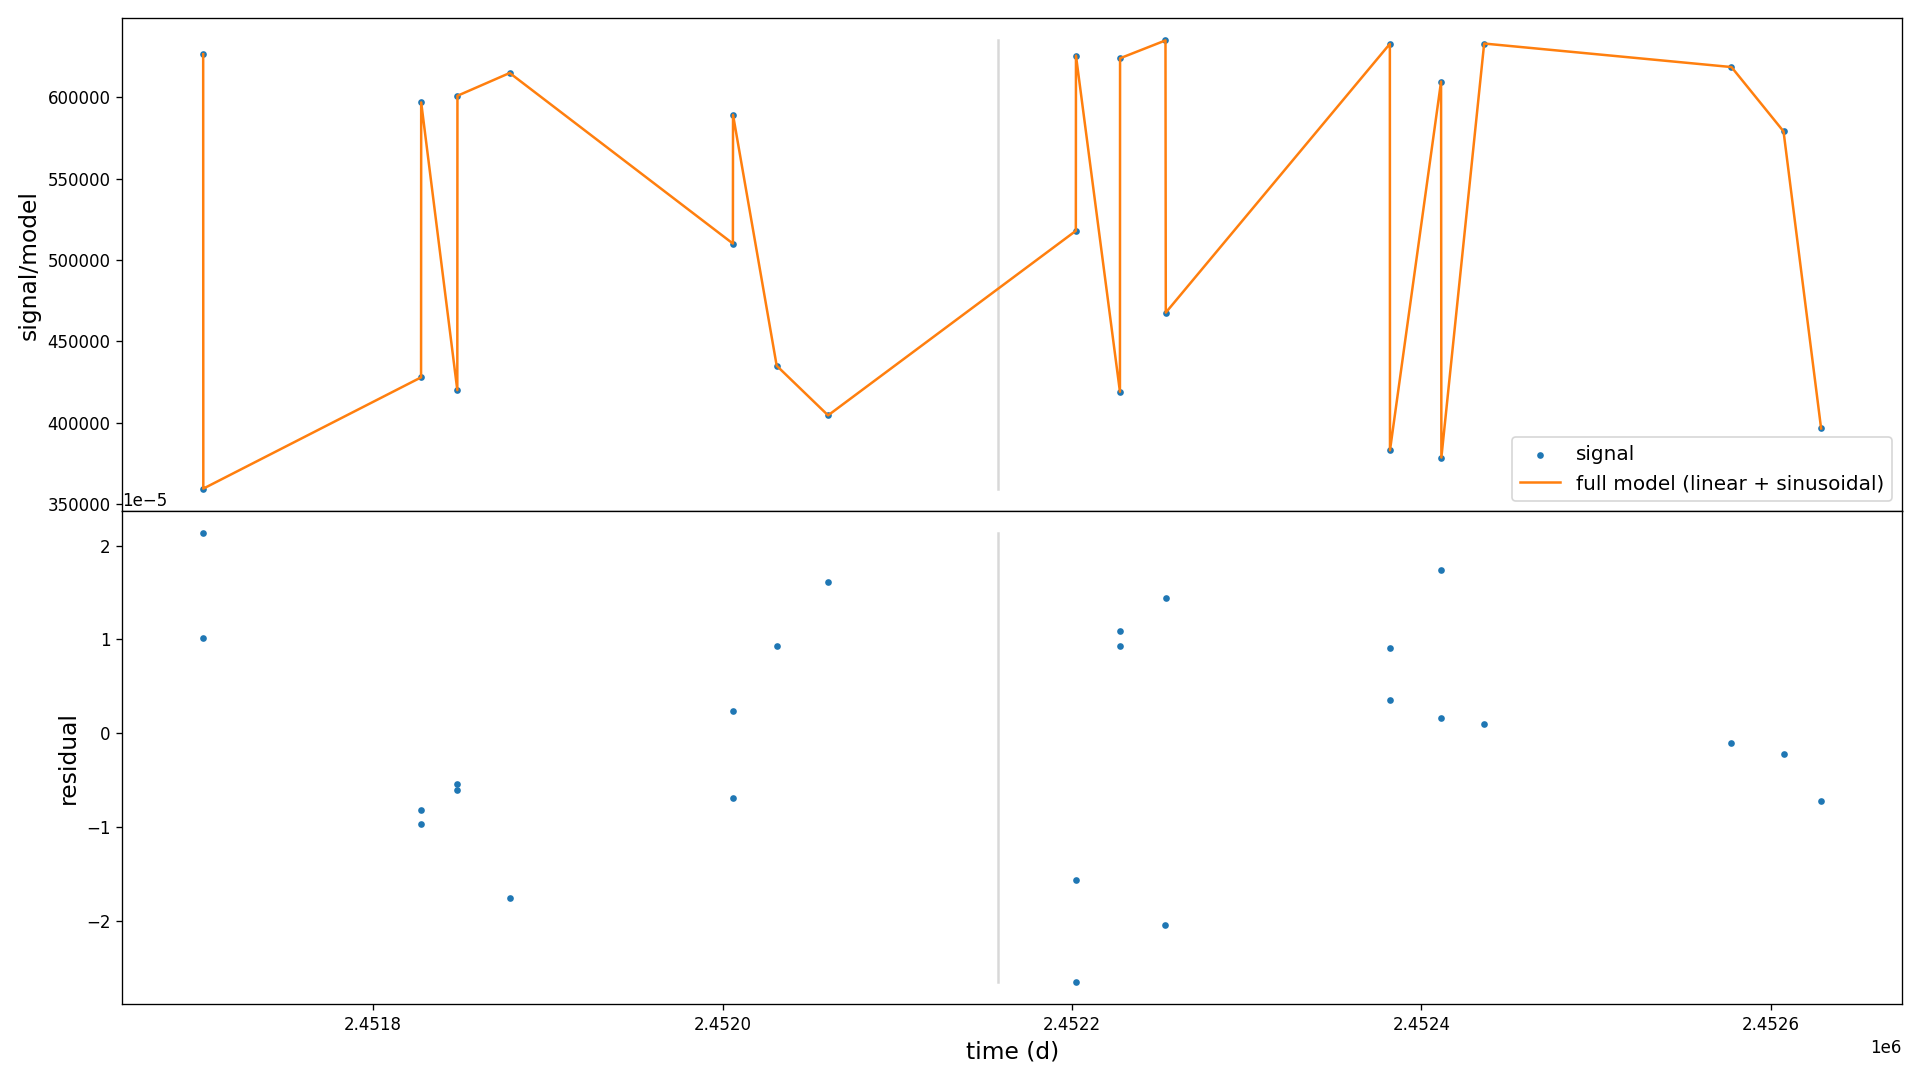 signal/model
600000
550000
500000
450000
400000
350000
signal
full model (linear + sinusoidal)
1e−5
residual
2
1
0
−1
−2
2.4518
2.4520
2.4522
2.4524
2.4526
time (d)
1e6